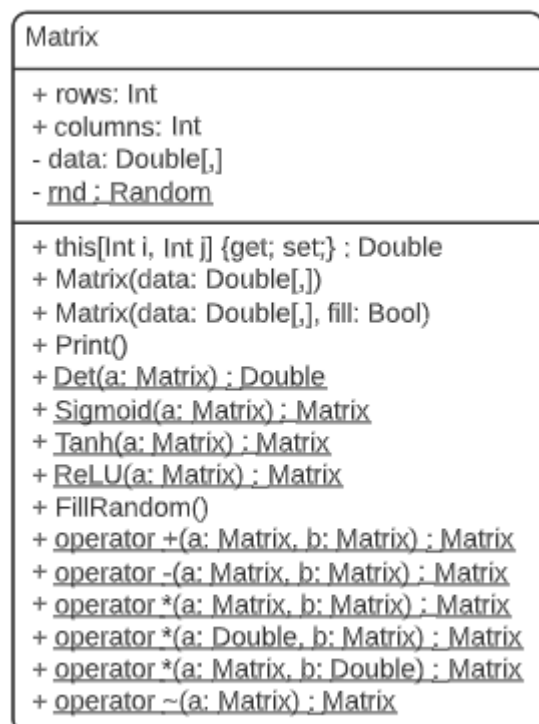 Matrix
+ rows: Int
+ columns: Int
- data: Double[,]
- rnd : Random
+ this[Int i, Int j] {get; set;} : Double
+ Matrix(data: Double[,])
+ Matrix(data: Double[,], fill: Bool)
+ Print()
+ Det(a: Matrix) : Double
+ Sigmoid(a: Matrix) : Matrix
+ Tanh(a: Matrix) : Matrix
+ ReLU(a: Matrix) : Matrix
+ FillRandom()
+ operator +(a: Matrix, b: Matrix) : Matrix
+ operator -(a: Matrix, b: Matrix) : Matrix
+ operator *(a: Matrix, b: Matrix) : Matrix
+ operator *(a: Double, b: Matrix) : Matrix
+ operator *(a: Matrix, b: Double) : Matrix
+ operator ~(a: Matrix) : Matrix